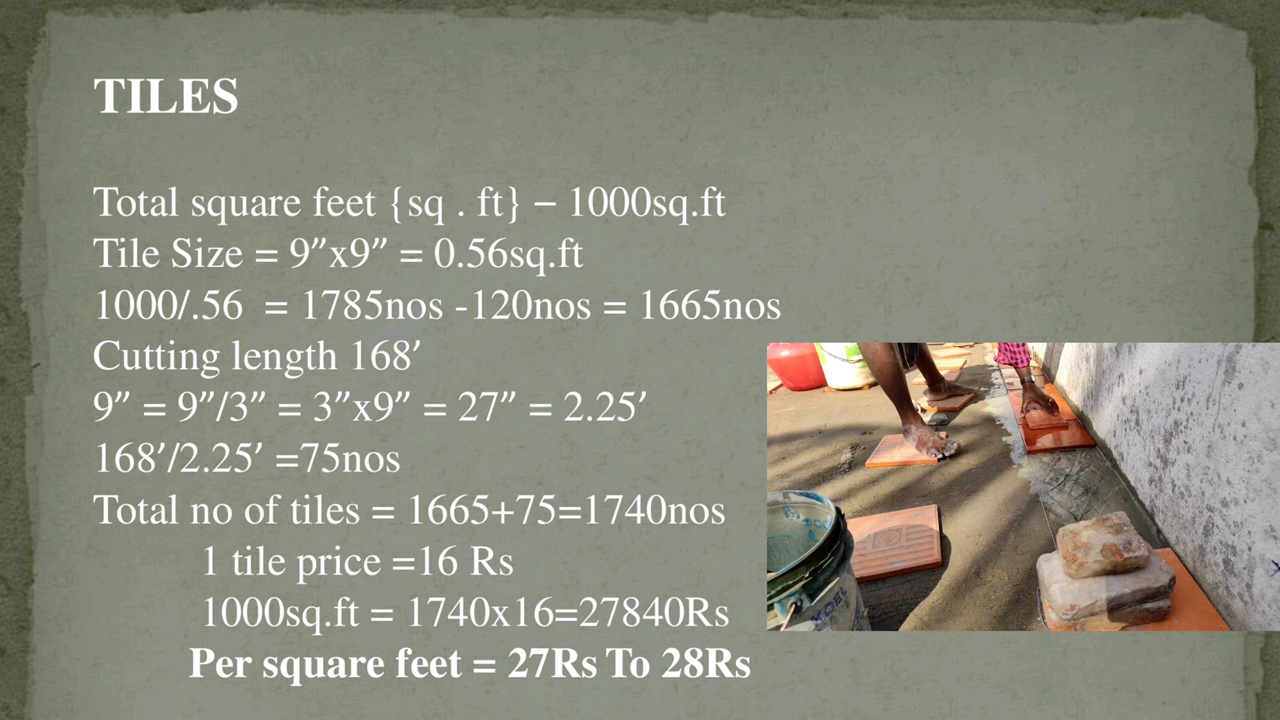 TILES
Total square feet {sq . ft} – 1000sq.ft
Tile Size = 9”x9” = 0.56sq.ft
1000/.56  = 1785nos -120nos = 1665nos
Cutting length 168’
9” = 9”/3” = 3”x9” = 27” = 2.25’
168’/2.25’ =75nos
Total no of tiles = 1665+75=1740nos
1 tile price =16 Rs
1000sq.ft = 1740x16=27840Rs
Per square feet = 27Rs To 28Rs